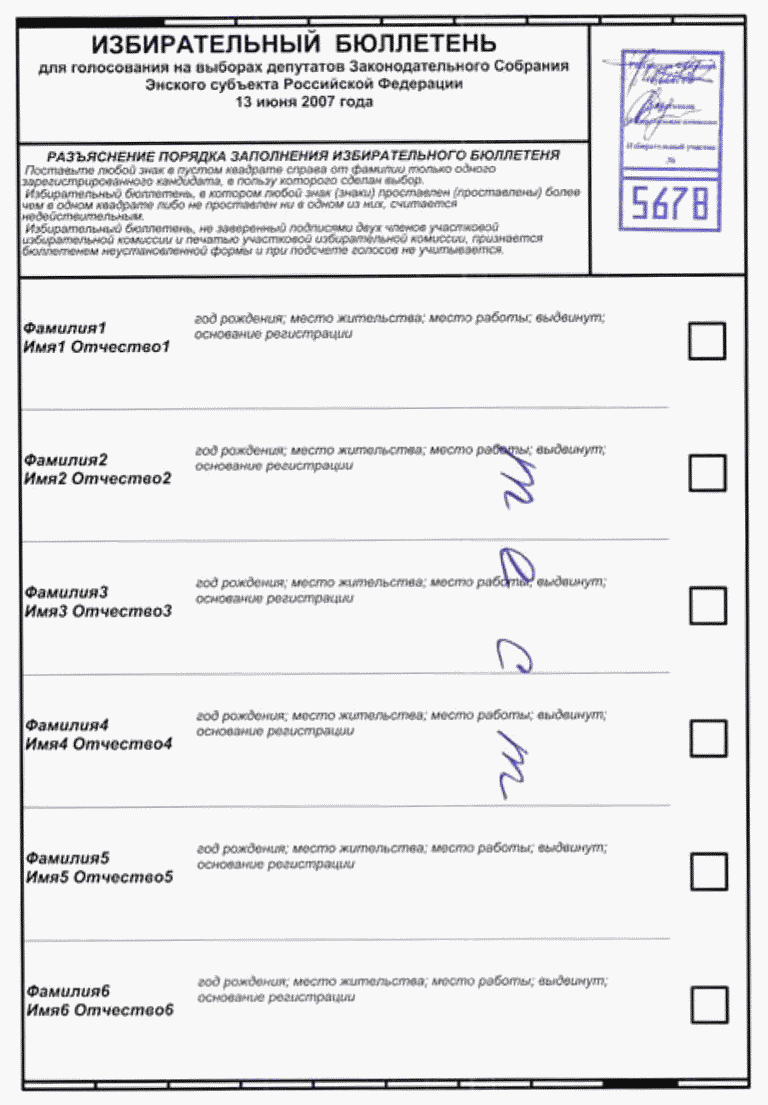 ИЗБИРАТЕЛЬНЫЙ БЮЛЛЕТЕНЬ
для голосования на выборах депутатов Законодательного Собрания
Энского субъекта Российской Федерации
13 июня 2007 года
Избирательный участок
№
5678
РАЗЪЯСНЕНИЕ ПОРЯДКА ЗАПОЛНЕНИЯ ИЗБИРАТЕЛЬНОГО БЮЛЛЕТЕНЯ
Поставьте любой знак в пустом квадрате справа от фамилии только одного
зарегистрированного кандидата, в пользу которого сделан выбор.
Избирательный бюллетень, в котором любой знак (знаки) проставлен (проставлены) более
чем в одном квадрате либо не проставлен ни в одном из них, считается
недействительным.
Избирательный бюллетень, не заверенный подписями двух членов участковой
избирательной комиссии и печатью участковой избирательной комиссии, признается
бюллетенем неустановленной формы и при подсчете голосов не учитывается.
Фамилия1
Имя1 Отчество1
год рождения; место жительства; место работы; выдвинут;
основание регистрации
Фамилия2
Имя2 Отчество2
год рождения; место жительства; место работы; выдвинут;
основание регистрации
Фамилия3
Имя3 Отчество3
год рождения; место жительства; место работы; выдвинут;
основание регистрации
Фамилия4
Имя4 Отчество4
год рождения; место жительства; место работы; выдвинут;
основание регистрации
Фамилия5
Имя5 Отчество5
год рождения; место жительства; место работы; выдвинут;
основание регистрации
Фамилия6
Имя6 Отчество6
год рождения; место жительства; место работы; выдвинут;
основание регистрации
тест